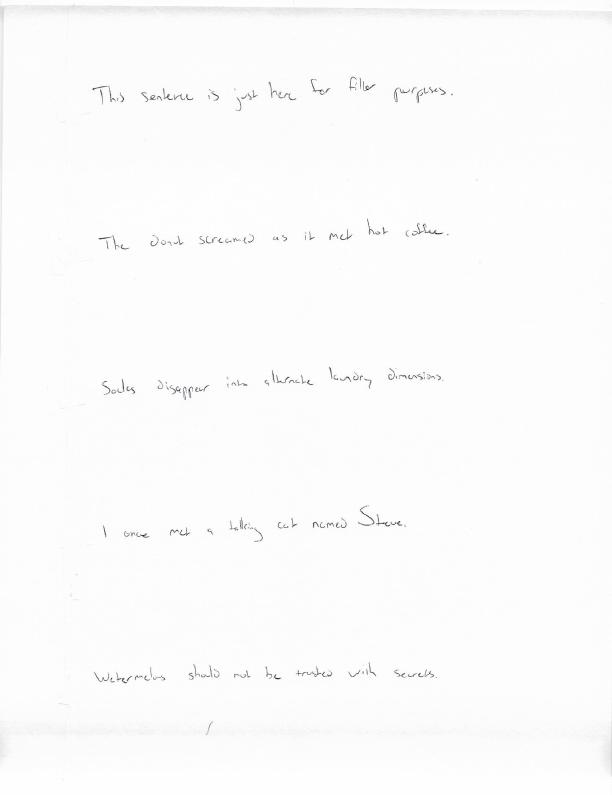 This sentence is just here for filler purposes.
The donut screamed as it met hot coffee.
Socks disappear into alternate laundry dimensions.
I once met a talking cat named Steve.
Watermelons should not be trusted with secrets.